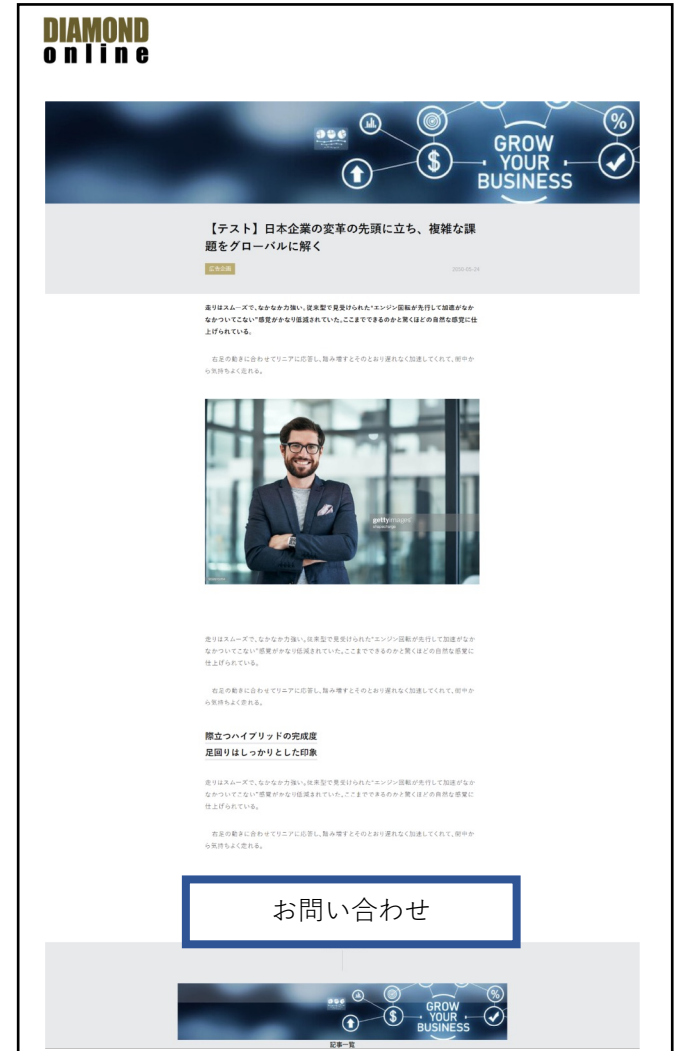 DIAMOND
online
GROW
YOUR
BUSINESS
%
$
【テスト】日本企業の変革の先頭に立ち、複雑な課
題をグローバルに解く
広告企画
走りはスムーズで、なかなか力強い。従来型で見受けられた“エンジン回転が先行して加速がなか
なかついてこない”感覚がかなり低減されていた。ここまでできるのかと驚くほどの自然な感覚に仕
上げられている。
右足の動きに合わせてリニアに応答し、踏み増すとそのとおり遅れなく加速してくれて、街中か
ら気持ちよく走れる。
gettyimages
走りはスムーズで、なかなか力強い。従来型で見受けられた“エンジン回転が先行して加速がなか
なかついてこない”感覚がかなり低減されていた。ここまでできるのかと驚くほどの自然な感覚に
仕上げられている。
右足の動きに合わせてリニアに応答し、踏み増すとそのとおり遅れなく加速してくれて、街中か
ら気持ちよく走れる。
際立つハイブリッドの完成度
足回りはしっかりとした印象
走りはスムーズで、なかなか力強い。従来型で見受けられた“エンジン回転が先行して加速がなか
なかついてこない”感覚がかなり低減されていた。ここまでできるのかと驚くほどの自然な感覚に
仕上げられている。
右足の動きに合わせてリニアに応答し、踏み増すとそのとおり遅れなく加速してくれて、街中か
ら気持ちよく走れる。
お問い合わせ
GROW
YOUR
BUSINESS
%
$
記事一覧